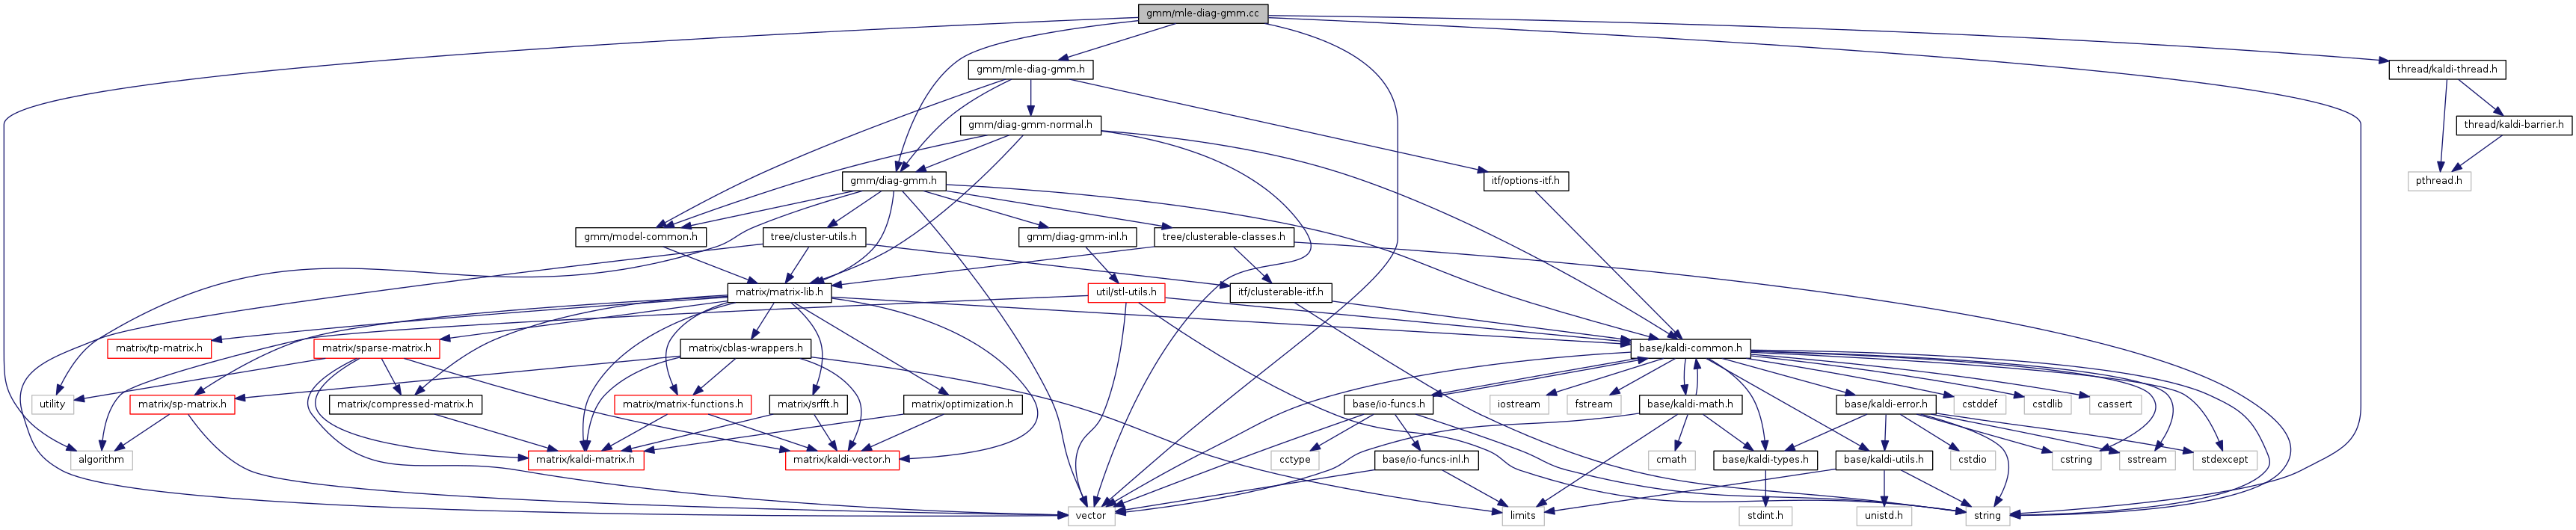 gmm/mle-diag-gmm.cc
gmm/mle-diag-gmm.h
thread/kaldi-thread.h
gmm/diag-gmm-normal.h
thread/kaldi-barrier.h
gmm/diag-gmm.h
itf/options-itf.h
pthread.h
gmm/model-common.h
tree/cluster-utils.h
gmm/diag-gmm-inl.h
tree/clusterable-classes.h
matrix/matrix-lib.h
util/stl-utils.h
itf/clusterable-itf.h
matrix/tp-matrix.h
matrix/sparse-matrix.h
matrix/cblas-wrappers.h
base/kaldi-common.h
utility
matrix/sp-matrix.h
matrix/compressed-matrix.h
matrix/matrix-functions.h
matrix/srfft.h
matrix/optimization.h
base/io-funcs.h
iostream
fstream
base/kaldi-math.h
base/kaldi-error.h
cstddef
cstdlib
cassert
algorithm
matrix/kaldi-matrix.h
matrix/kaldi-vector.h
cctype
base/io-funcs-inl.h
cmath
base/kaldi-types.h
base/kaldi-utils.h
cstdio
cstring
sstream
stdexcept
vector
limits
stdint.h
unistd.h
string